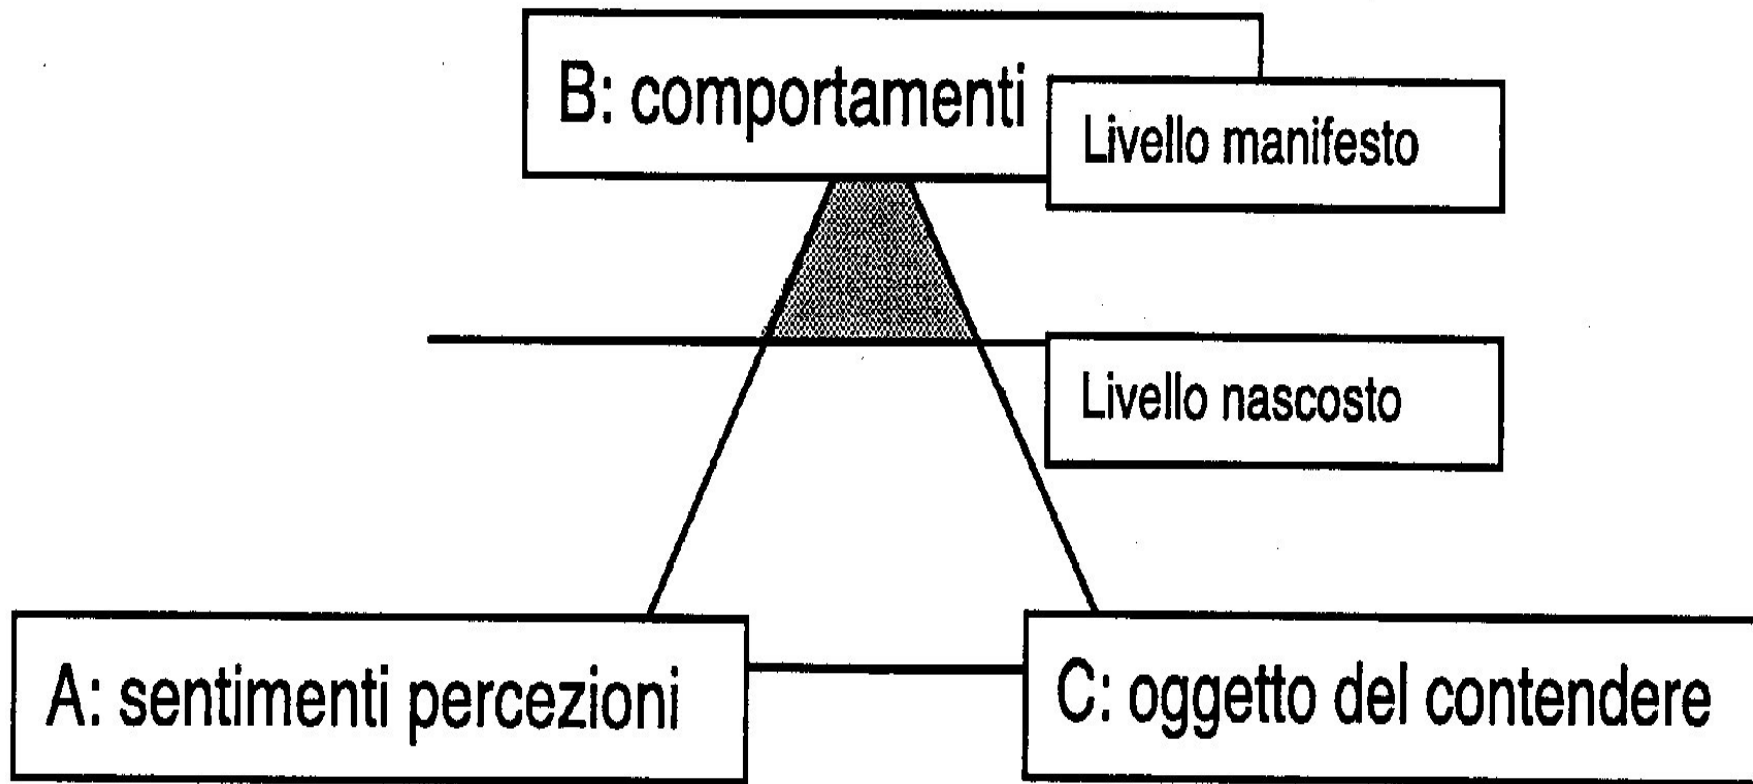 B: comportamenti
Livello manifesto
Livello nascosto
A: sentimenti percezioni
C: oggetto del contendere